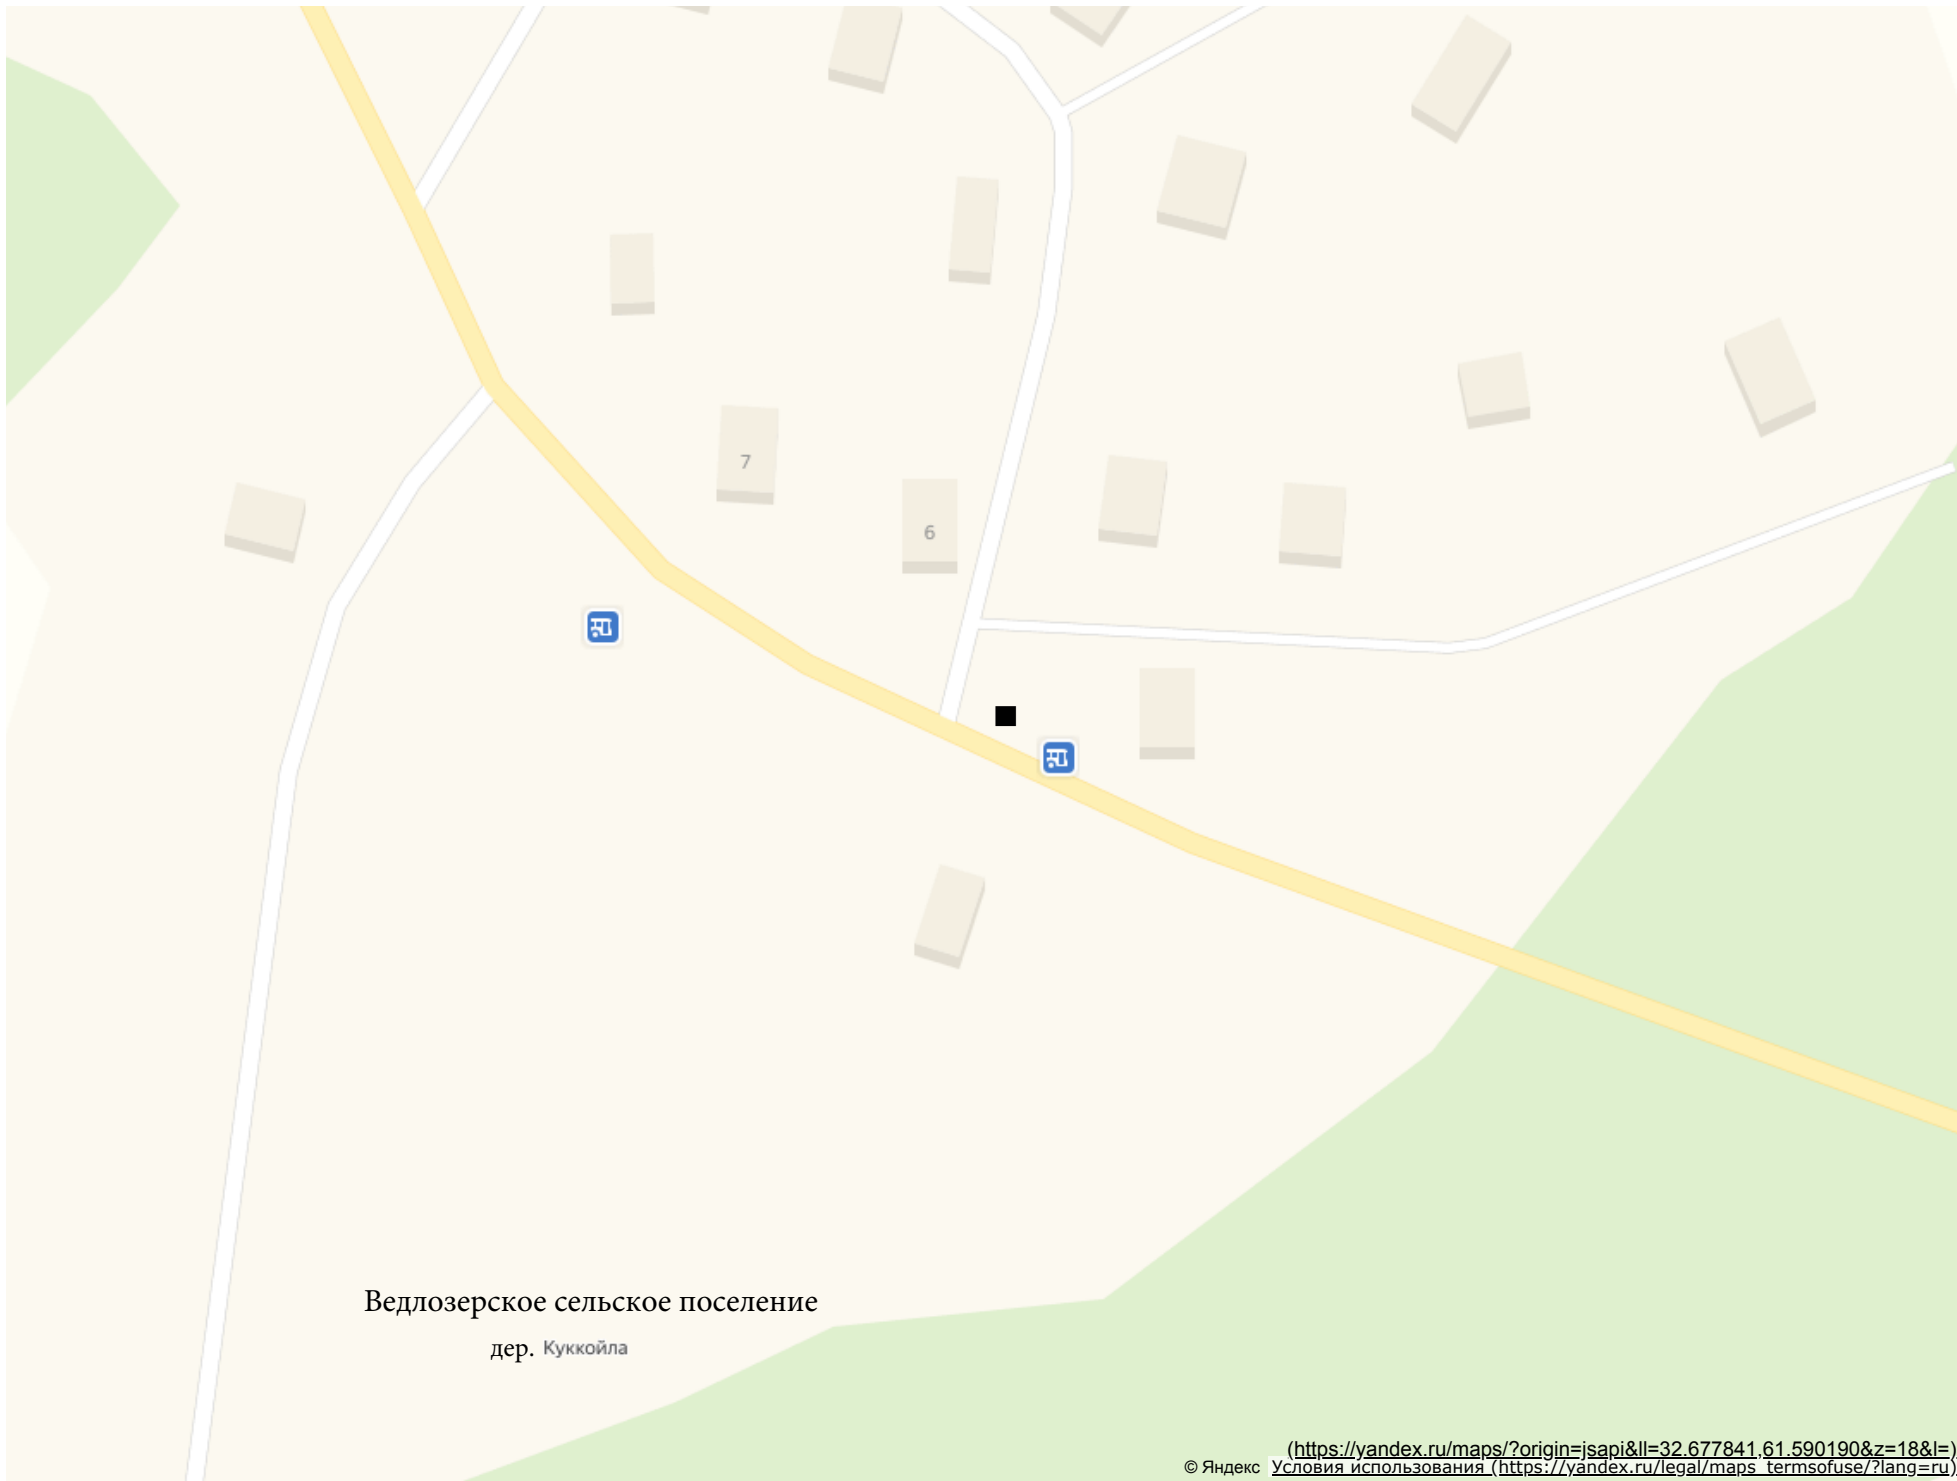 7
6
Ведлозерское сельское поселение
дер. Куккойла
(https://yandex.ru/maps/?origin=jsapi&ll=32.677841,61.590190&z=18&l=)
© Яндекс Условия использования (https://yandex.ru/legal/maps_termsofuse/?lang=ru)